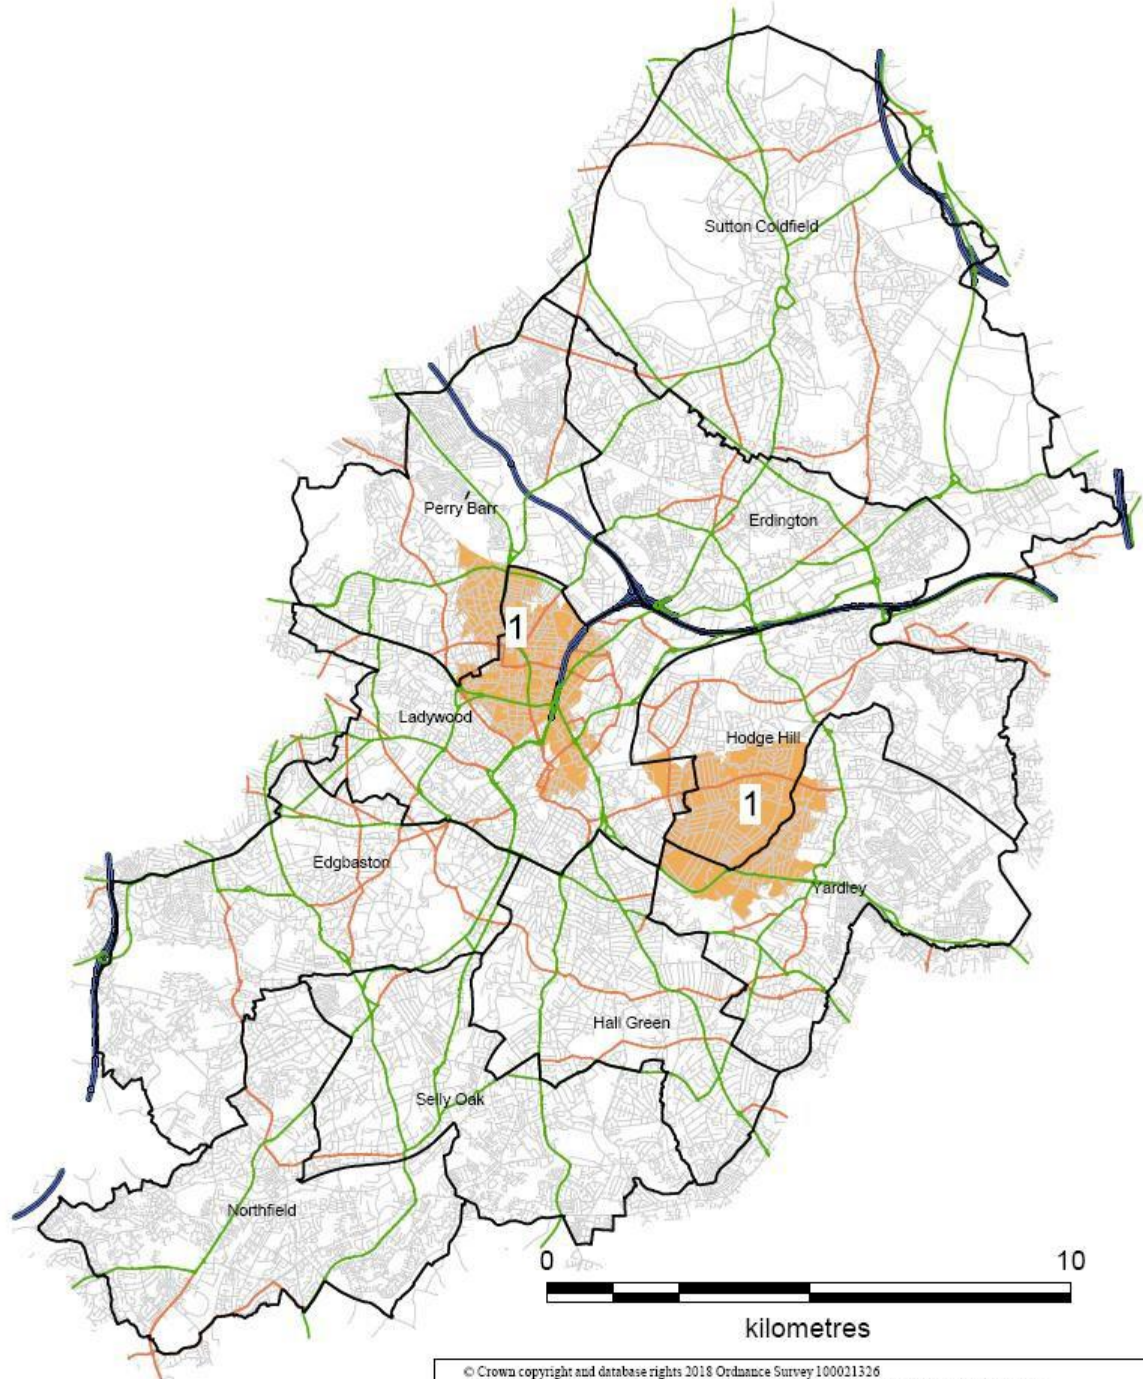 Sutton Coldfield
Perry Barr
Erdington
1
Ladywood
Hodge Hill
1
Edgbaston
Yardley
Hall Green
Selly Oak
Northfield
0 10
kilometres
© Crown copyright and database rights 2018 Ordnance Survey 100021326